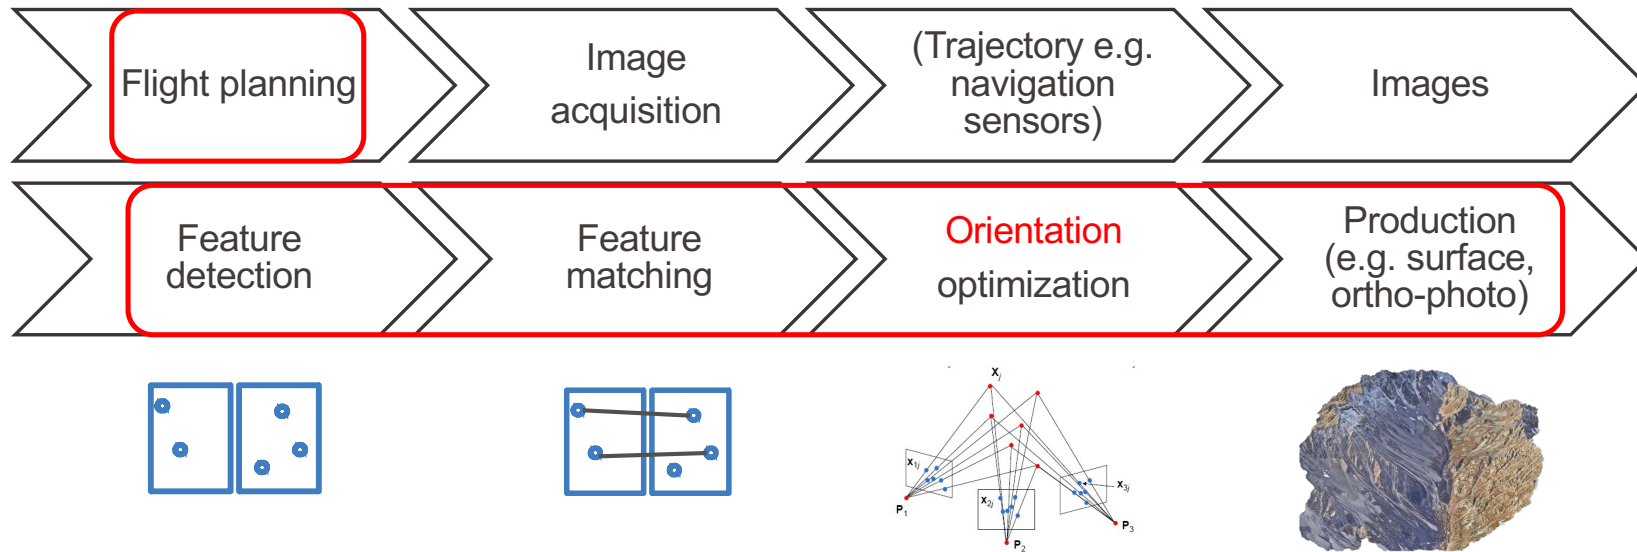 Flight planning
Image
acquisition
(Trajectory e.g.
navigation
sensors)
Images
Feature
detection
Feature
matching
Orientation
optimization
Production
(e.g. surface,
ortho-photo)
Xj
x1j
x2j
x3j
P1
P2
P3